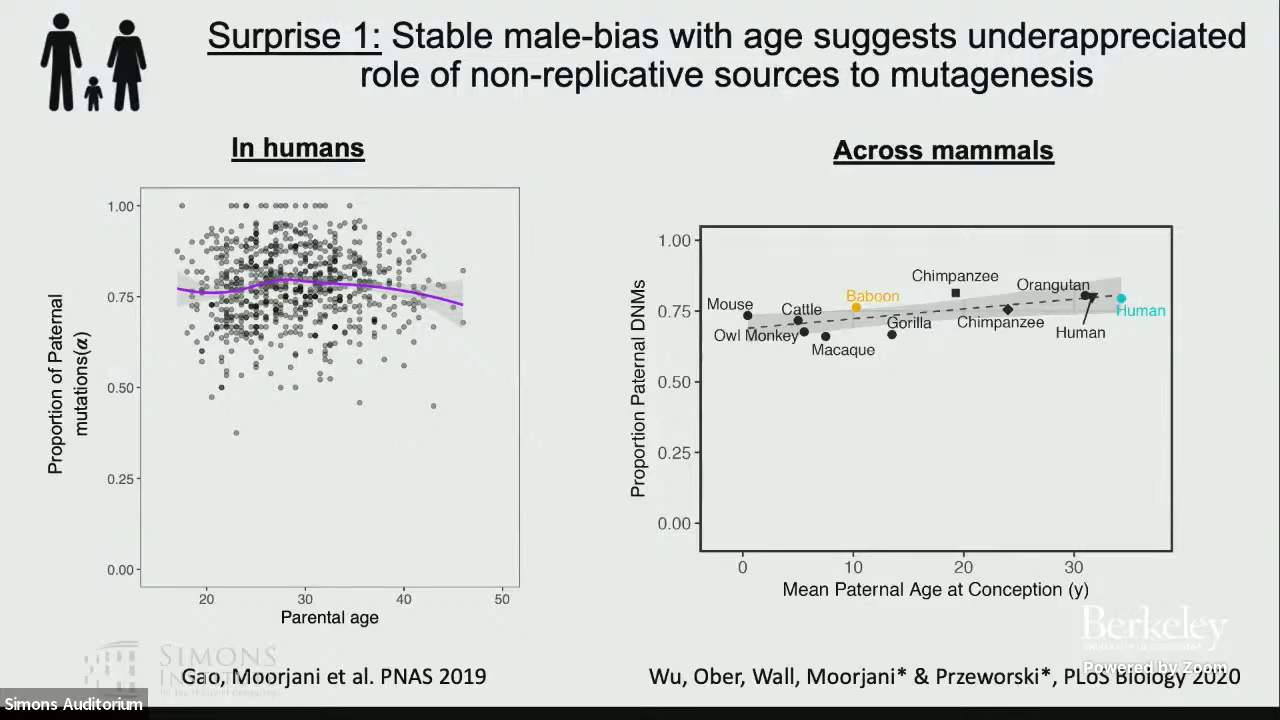 Surprise 1: Stable male-bias with age suggests underappreciated
role of non-replicative sources to mutagenesis
In humans
Across mammals
Proportion of Paternal
mutations(α)
1.00
0.75
0.50
0.25
0.00
20
30
40
50
Parental age
Proportion Paternal DNMs
1.00
0.75
0.50
0.25
0.00
Mouse
Cattle
Owl Monkey
Baboon
Macaque
Gorilla
Chimpanzee
Chimpanzee
Orangutan
Human
Human
0
10
20
30
Mean Paternal Age at Conception (y)
Berkeley
Powered by Zoom
SIMONS
Gao, Moorjani et al. PNAS 2019
Wu, Ober, Wall, Moorjani* & Przeworski*, PLoS Biology 2020
Simons Auditorium